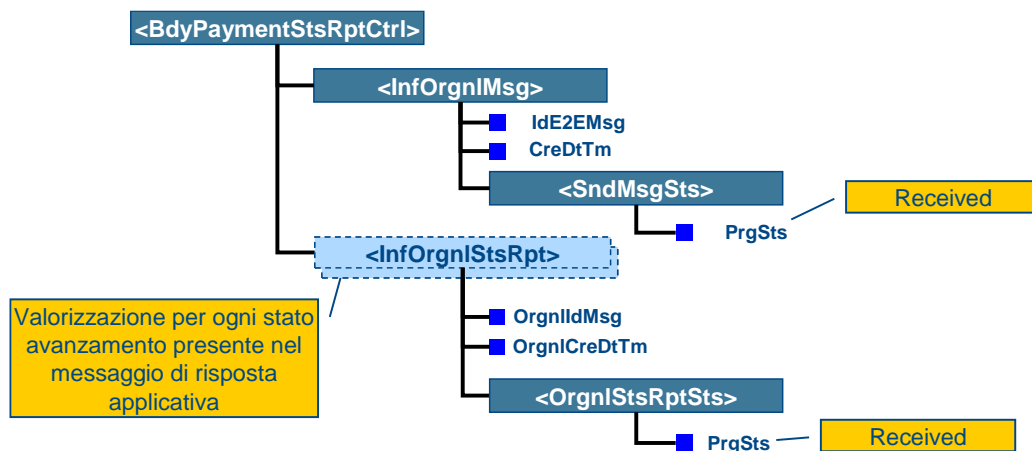 <BdyPaymentStsRptCtrl>
<InfOrgnlMsg>
IdE2EMsg
CreDtTm
<SndMsgSts>
Received
PrgSts
<InfOrgnlStsRpt>
Valorizzazione per ogni stato
avanzamento presente nel
messaggio di risposta
applicativa
OrgnlIdMsg
OrgnlCreDtTm
<OrgnlStsRptSts>
Received
PrgSts